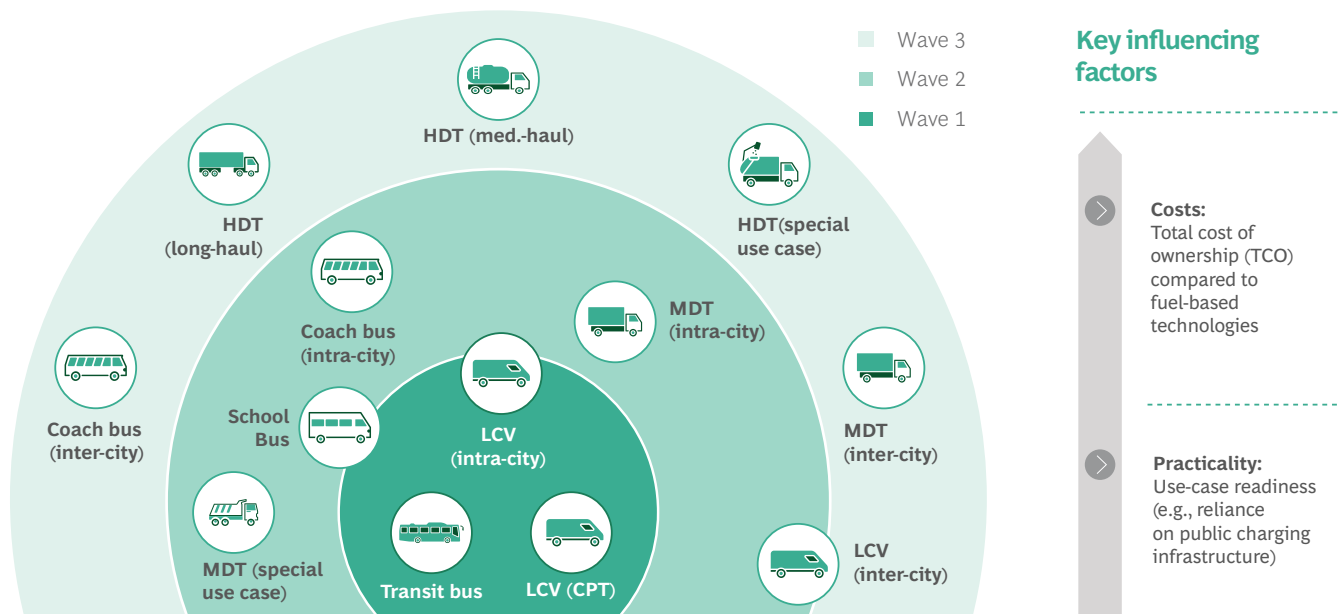 Wave 3
Wave 2
Wave 1
HDT (med.-haul)
HDT
(long-haul)
HDT(special
use case)
Coach bus
(intra-city)
MDT
(intra-city)
Coach bus
(inter-city)
School
Bus
LCV
(intra-city)
MDT
(inter-city)
MDT (special
use case)
Transit bus
LCV (CPT)
LCV
(inter-city)
Key influencing
factors
Costs:
Total cost of
ownership (TCO)
compared to
fuel-based
technologies
Practicality:
Use-case readiness
(e.g., reliance
on public charging
infrastructure)